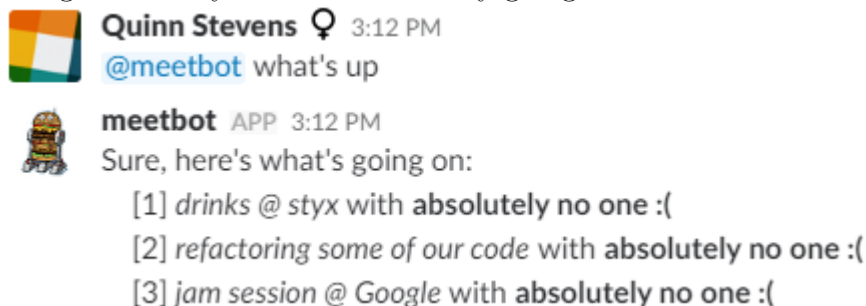 Quinn Stevens ♀ 3:12 PM
@meetbot what's up
meetbot APP 3:12 PM
Sure, here's what's going on:
[1] drinks @ styx with absolutely no one :(
[2] refactoring some of our code with absolutely no one :(
[3] jam session @ Google with absolutely no one :(